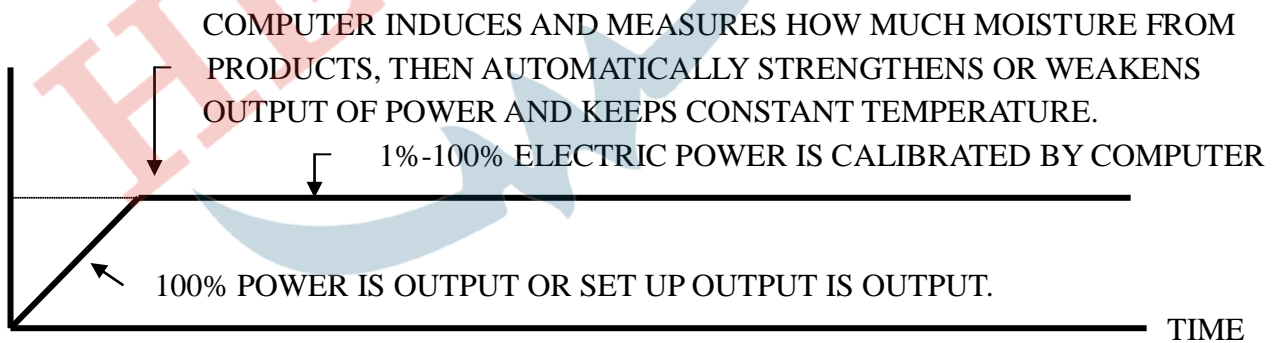 COMPUTER INDUCES AND MEASURES HOW MUCH MOISTURE FROM
PRODUCTS, THEN AUTOMATICALLY STRENGTHENS OR WEAKENS
OUTPUT OF POWER AND KEEPS CONSTANT TEMPERATURE.
1%-100% ELECTRIC POWER IS CALIBRATED BY COMPUTER
100% POWER IS OUTPUT OR SET UP OUTPUT IS OUTPUT.
TIME